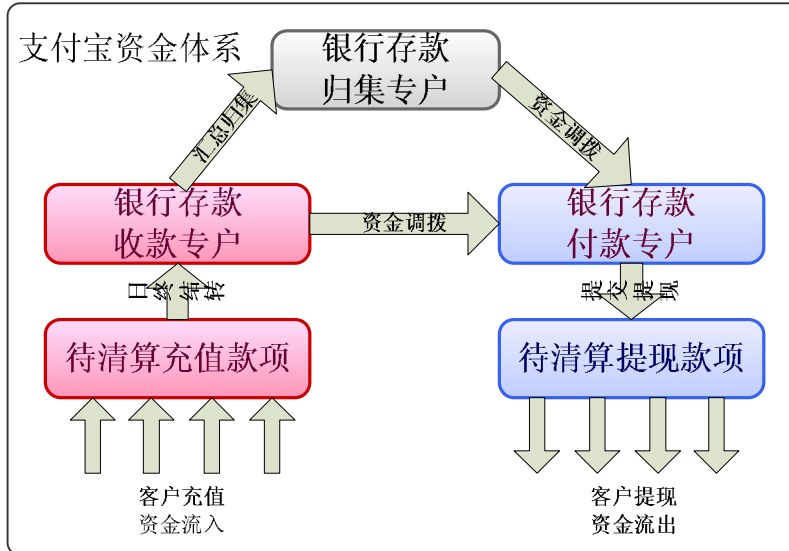 支付宝资金体系
银行存款
归集专户
汇总归集
资金调拨
银行存款
收款专户
资金调拨
银行存款
付款专户
日终结转
提交提现
待清算充值款项
待清算提现款项
客户充值
资金流入
客户提现
资金流出